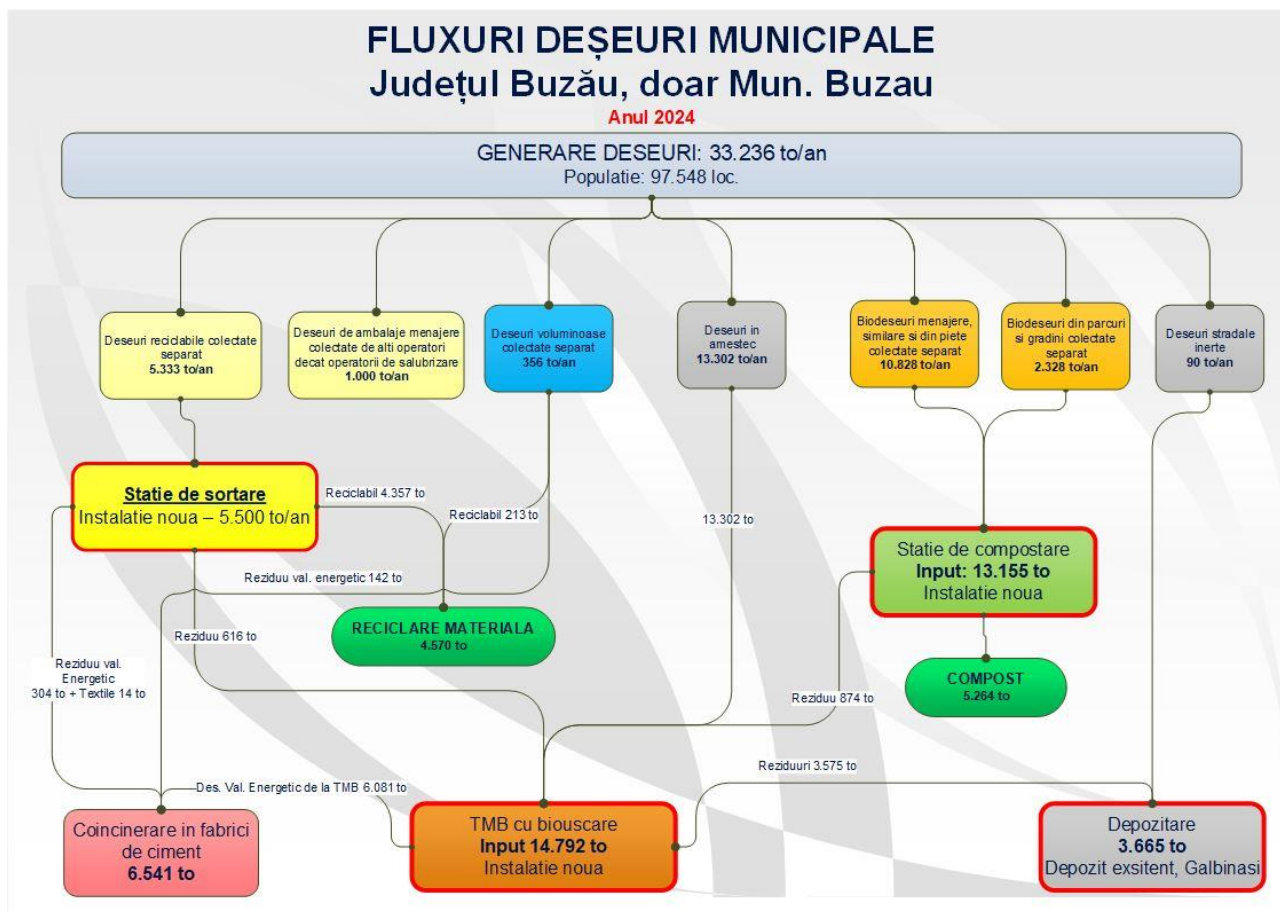 FLUXURI DEȘEURI MUNICIPALE
Județul Buzău, doar Mun. Buzau
Anul 2024
GENERARE DESEURI: 33.236 to/an
Populatie: 97.548 loc.
Deseuri reciclabile colectate
separat
5.333 to/an
Deseuri de ambalaje menajere
colectate de alti operatori
decat operatorii de salubrizare
1.000 to/an
Deseuri voluminoase
colectate separat
356 to/an
Deseuri in
amestec
13.302 to/an
Biodeseuri menajere,
similare si din piete
colectate separat
10.828 to/an
Biodeseuri din parcuri
si gradini colectate
separat
2.328 to/an
Deseuri stradale
inerte
90 to/an
Statie de sortare
Instalatie noua – 5.500 to/an
Reciclabil 4.357 to
Reciclabil 213 to
13.302 to
Statie de compostare
Input: 13.155 to
Instalatie noua
Reziduu val. energetic 142 to
RECICLARE MATERIALA
4.570 to
Reziduu 616 to
Reziduu val.
Energetic
304 to + Textile 14 to
COMPOST
5.264 to
Reziduu 874 to
Reziduuri 3.575 to
Des. Val. Energetic de la TMB 6.081 to
Coincinerare in fabrici
de ciment
6.541 to
TMB cu biouscare
Input 14.792 to
Instalatie noua
Depozitare
3.665 to
Depozit exsitent, Galbinasi